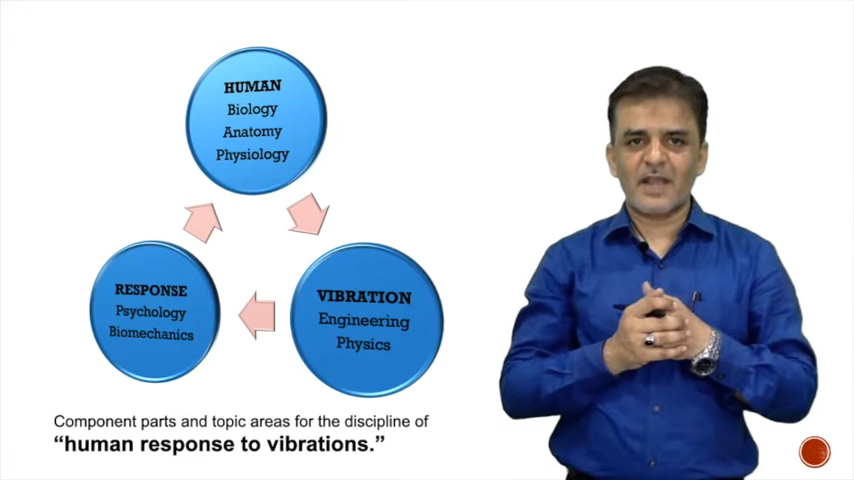 HUMAN
Biology
Anatomy
Physiology
RESPONSE
Psychology
Biomechanics
VIBRATION
Engineering
Physics
Component parts and topic areas for the discipline of
“human response to vibrations.”